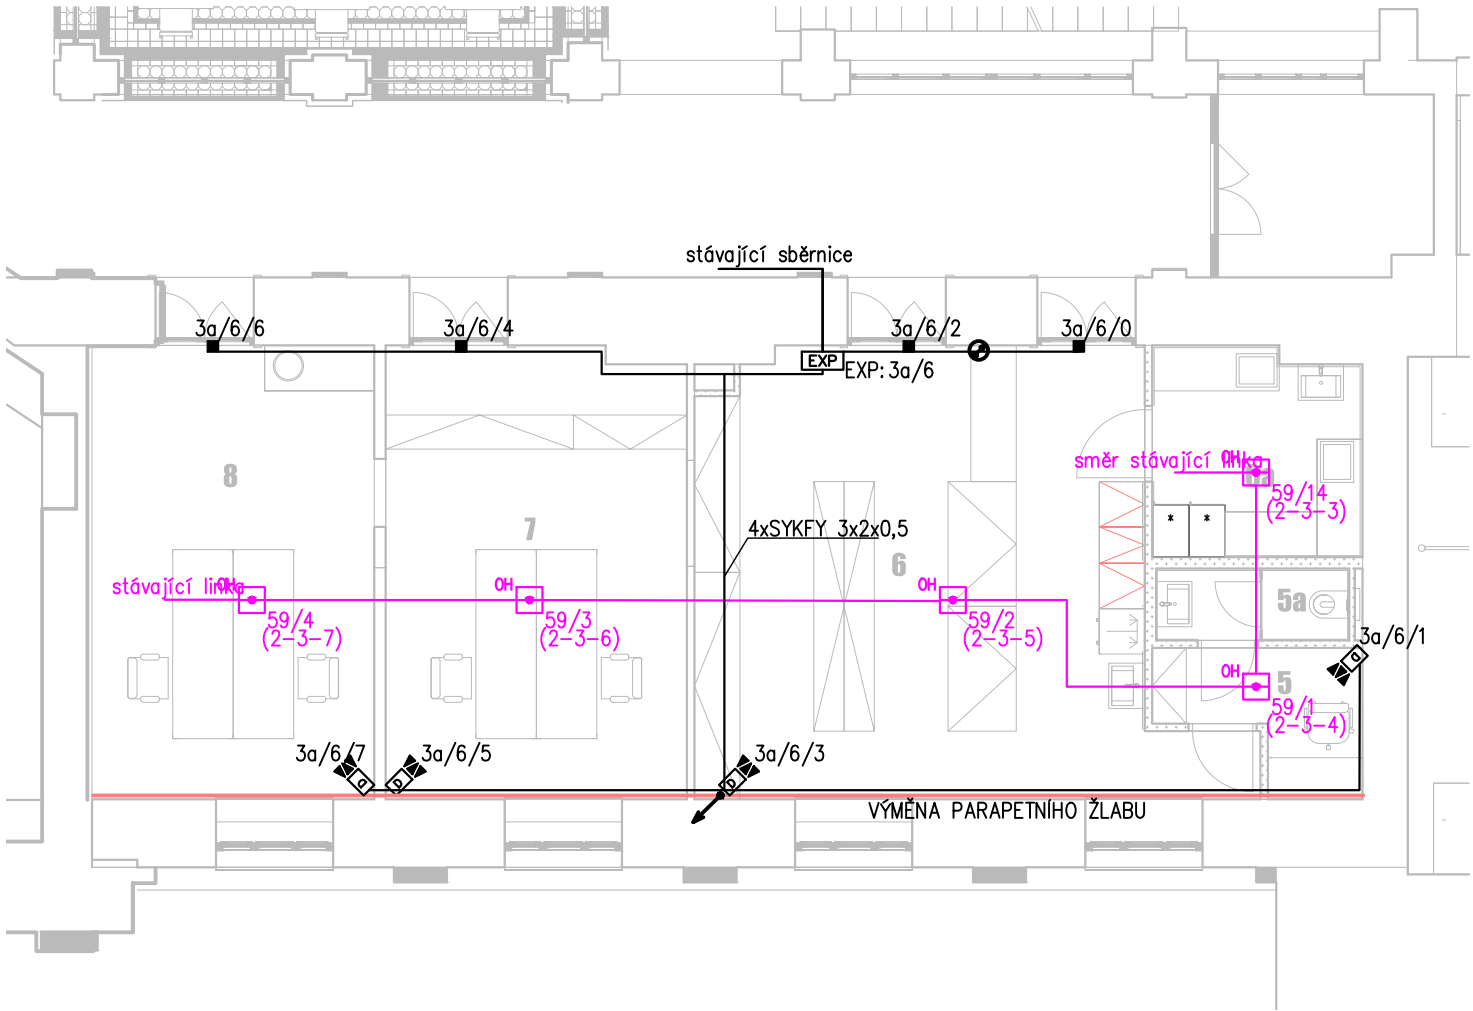 stávající sběrnice
3a/6/6
3a/6/4
3a/6/2
3a/6/0
EXP
EXP: 3a/6
8
7
6
6a
směr stávající linka
OH
59/14
(2-3-3)
*
*
4xSYKFY 3x2x0,5
stávající linka
OH
OH
OH
59/4
(2-3-7)
59/3
(2-3-6)
59/2
(2-3-5)
5a
3a/6/1
D
OH
5
59/1
(2-3-4)
3a/6/7
3a/6/5
3a/6/3
D
D
D
VÝMĚNA PARAPETNÍHO ŽLABU